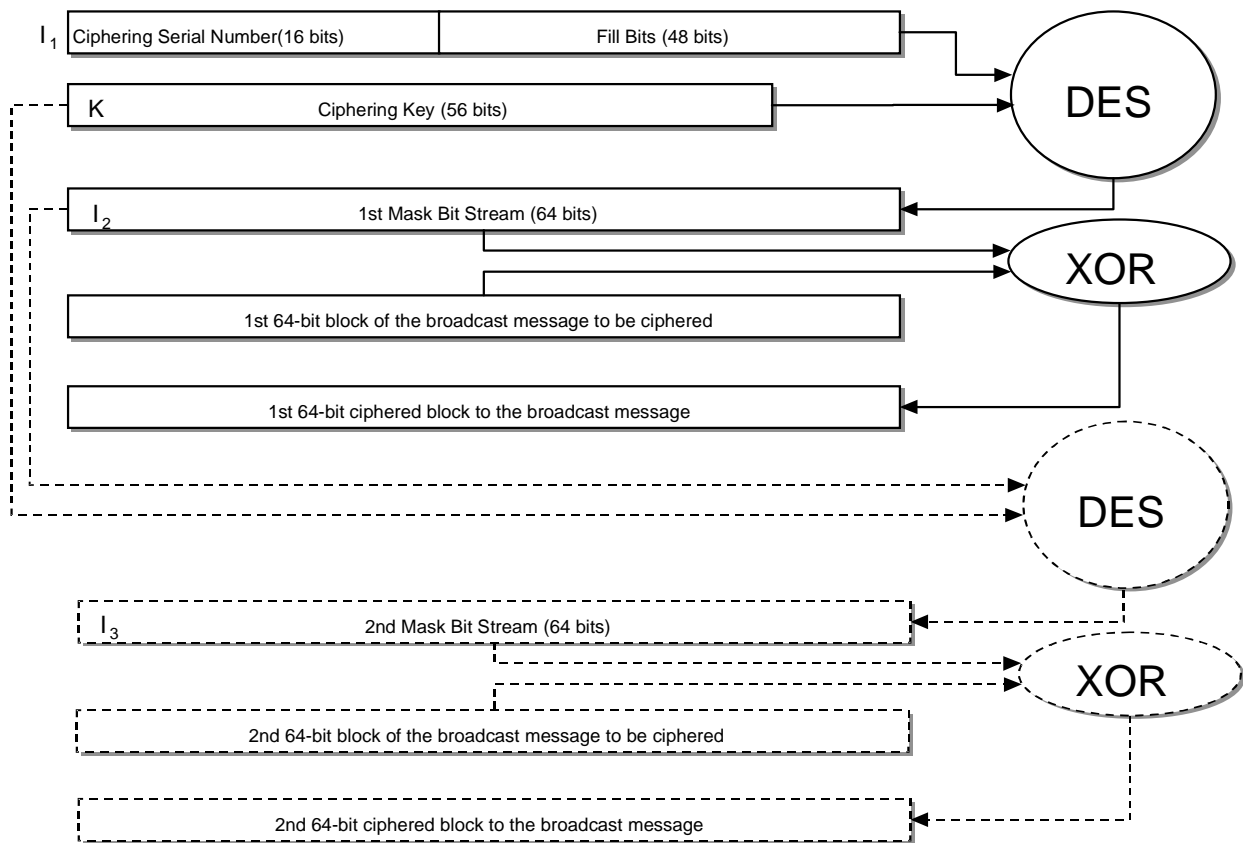 I1 Ciphering Serial Number(16 bits) Fill Bits (48 bits)
DES
K Ciphering Key (56 bits)
I2 1st Mask Bit Stream (64 bits)
XOR
1st 64-bit block of the broadcast message to be ciphered
1st 64-bit ciphered block to the broadcast message
DES
I3 2nd Mask Bit Stream (64 bits)
XOR
2nd 64-bit block of the broadcast message to be ciphered
2nd 64-bit ciphered block to the broadcast message